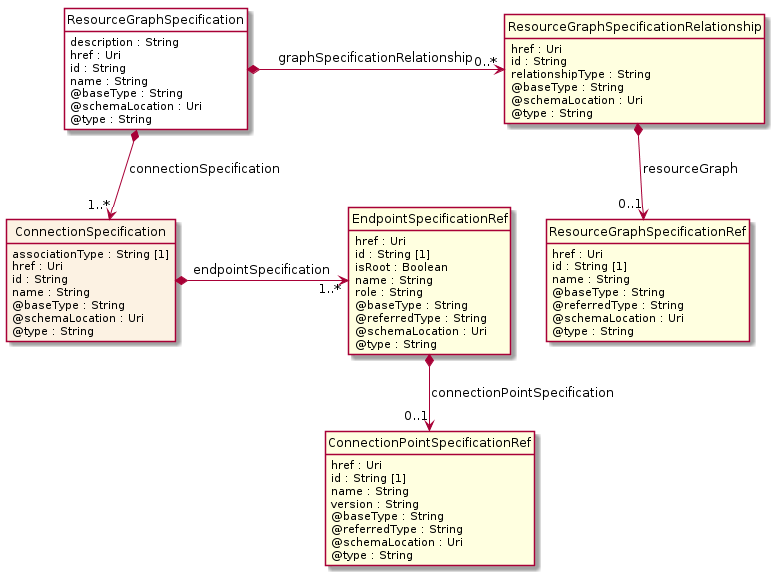 ResourceGraphSpecification
description : String
href : Uri
id : String
name : String
@baseType : String
@schemaLocation : Uri
@type : String
graphSpecificationRelationship
0..*
ResourceGraphSpecificationRelationship
href : Uri
id : String
relationshipType : String
@baseType : String
@schemaLocation : Uri
@type : String
connectionSpecification
1..*
resourceGraph
0..1
ConnectionSpecification
associationType : String [1]
href : Uri
id : String
name : String
@baseType : String
@schemaLocation : Uri
@type : String
endpointSpecification
1..*
EndpointSpecificationRef
href : Uri
id : String [1]
isRoot : Boolean
name : String
role : String
@baseType : String
@referredType : String
@schemaLocation : Uri
@type : String
ResourceGraphSpecificationRef
href : Uri
id : String [1]
name : String
@baseType : String
@referredType : String
@schemaLocation : Uri
@type : String
connectionPointSpecification
0..1
ConnectionPointSpecificationRef
href : Uri
id : String [1]
name : String
version : String
@baseType : String
@referredType : String
@schemaLocation : Uri
@type : String